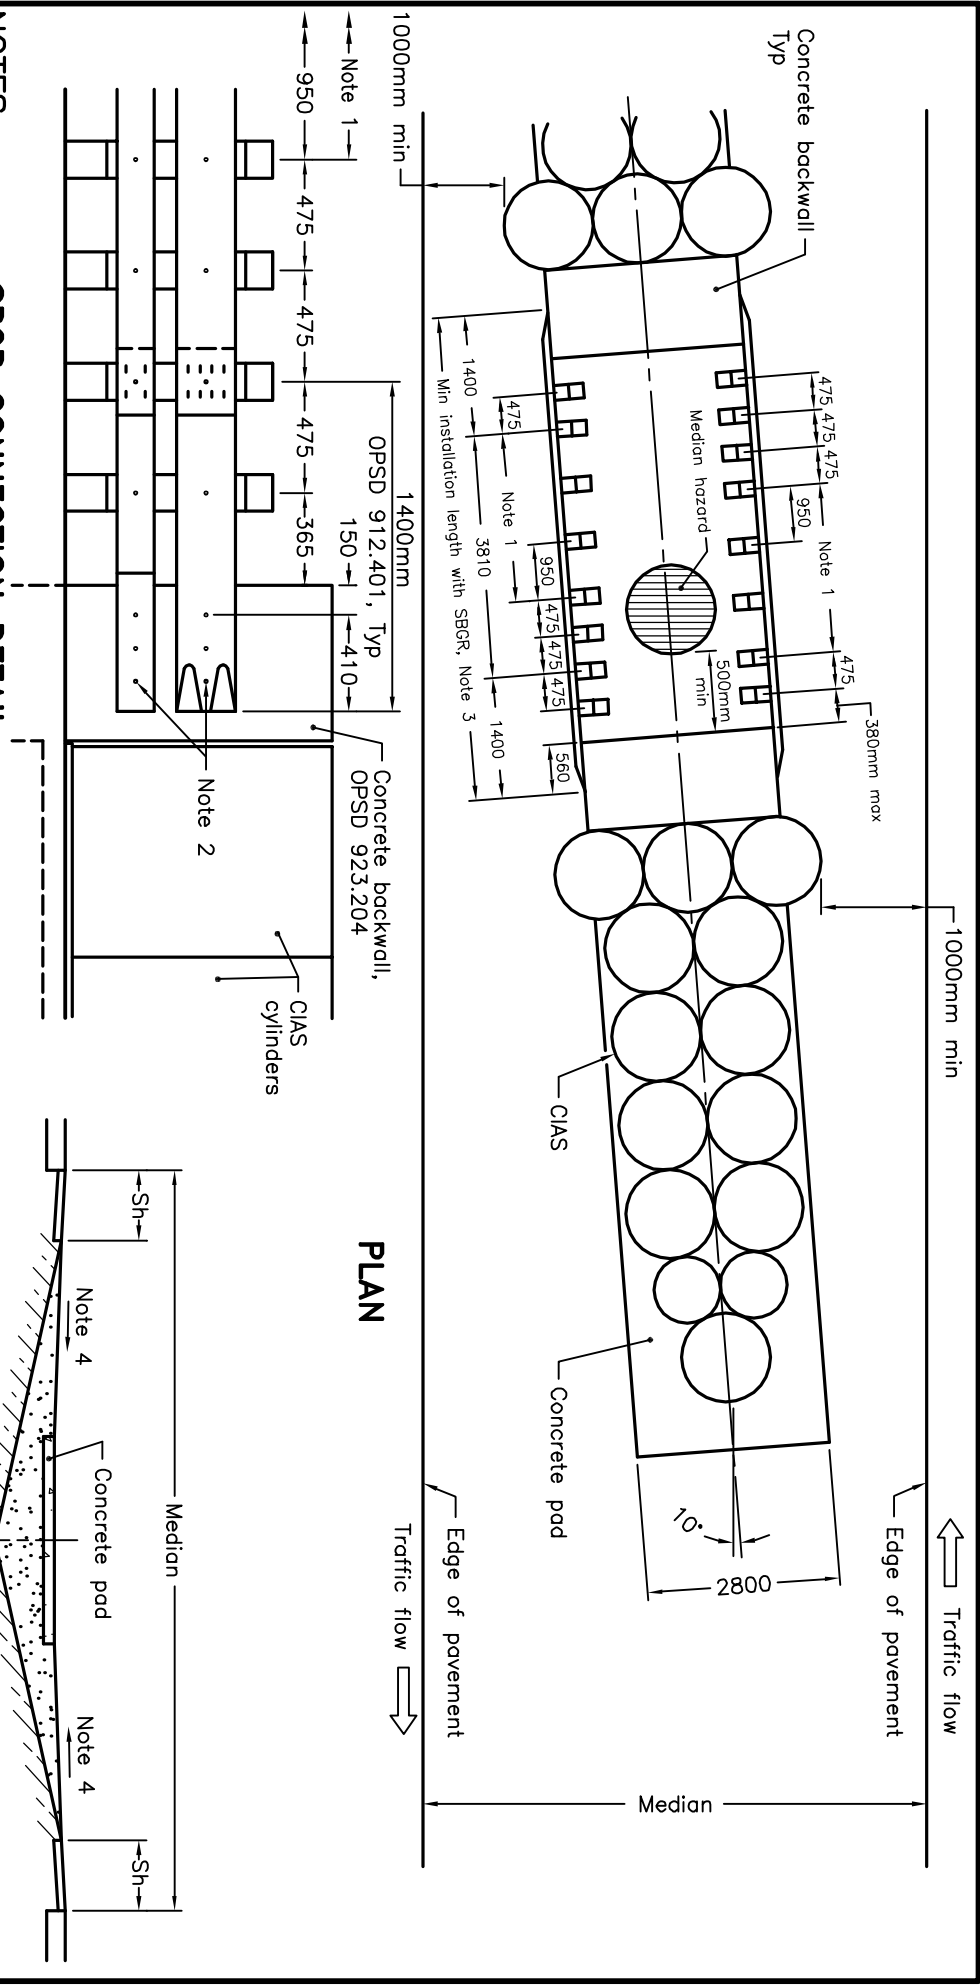 1000mm min
Traffic flow
Edge of pavement
Concrete backwall
Typ
475
475
475
Note 1
950
475
380mm max
Median hazard
500mm
min
1000mm min
1400
475
Note 1
3810
950
475
475
475
1400
560
Min installation length with SBGR, Note 3
CIAS
Concrete pad
10°
2800
Median
Edge of pavement
Traffic flow
PLAN
Note 1
950
475
475
475
365
1400mm
OPSD 912.401, Typ
150
410
Concrete backwall,
OPSD 923.204
Note 2
CIAS
cylinders
Median
Sh
Sh
Note 4
Note 4
Concrete pad
NOTES